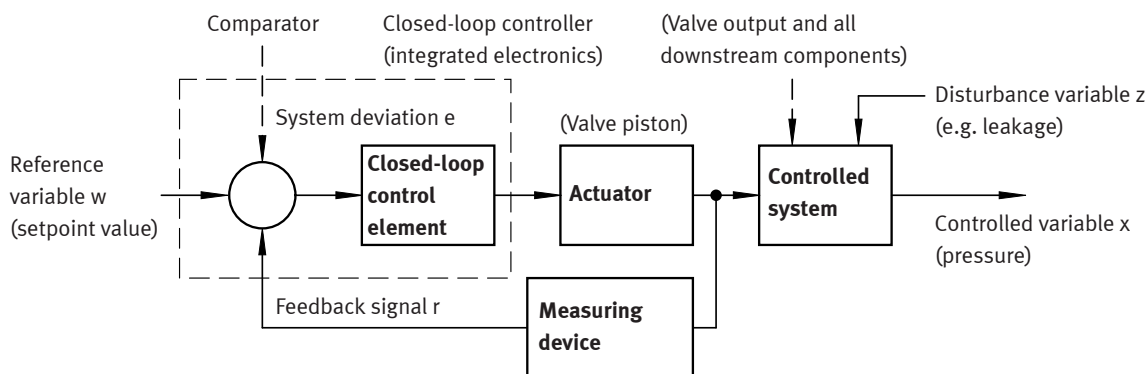 Comparator
Closed-loop controller
(integrated electronics)
(Valve output and all
downstream components)
Disturbance variable z
(e.g. leakage)
System deviation e
(Valve piston)
Reference
variable w
(setpoint value)
Closed-loop
control
element
Actuator
Controlled
system
Controlled variable x
(pressure)
Feedback signal r
Measuring
device